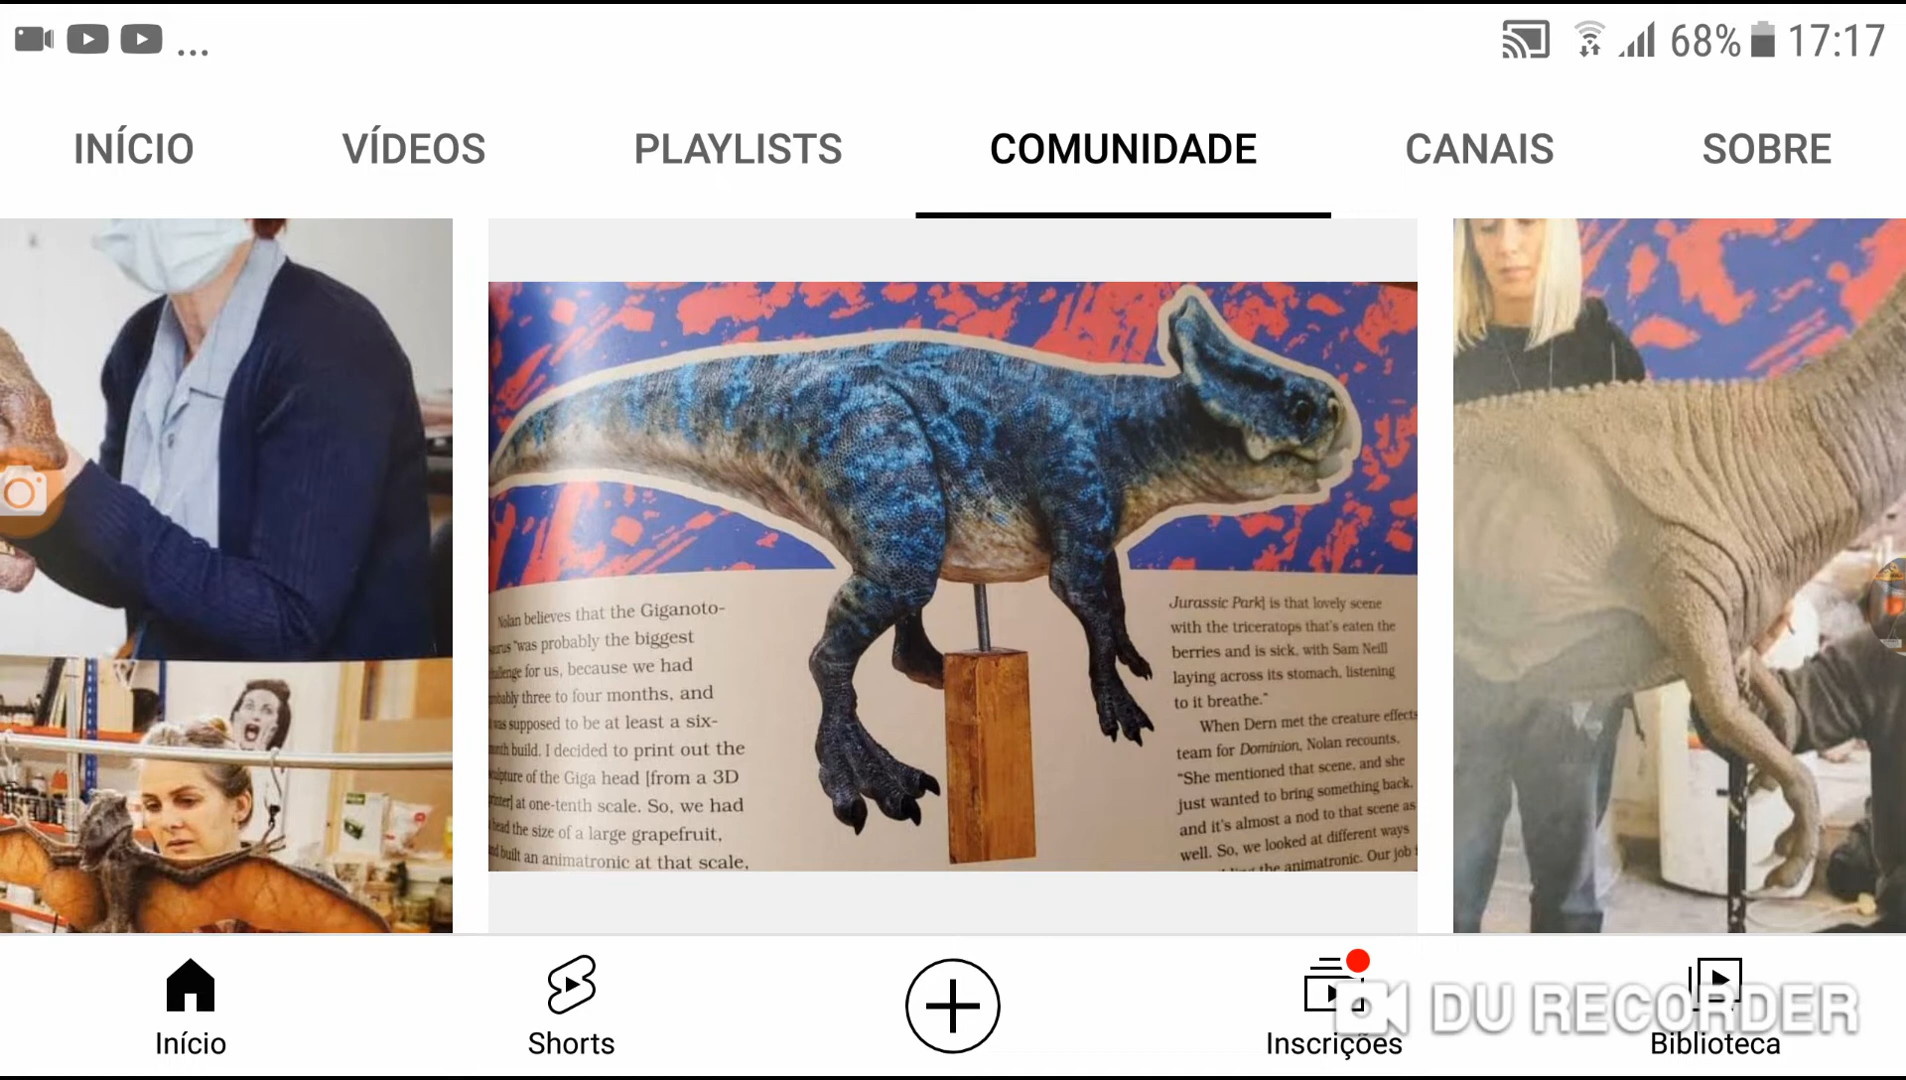 ...
68% 17:17
INÍCIO VÍDEOS PLAYLISTS COMUNIDADE CANAIS SOBRE
Nolan believes that the Giganoto-
"was probably the biggest
for us, because we had
three to four months, and
was supposed to be at least a six-
build. I decided to print out the
of the Giga head [from a 3D
at one-tenth scale. So, we had
head the size of a large grapefruit,
built an animatronic at that scale,
Jurassic Park] is that lovely scene
with the triceratops that's eaten the
berries and is sick, with Sam Neill
laying across its stomach, listening
to it breathe."
When Dern met the creature effects
team for Dominion, Nolan recounts,
"She mentioned that scene, and she
just wanted to bring something back,
and it's almost a nod to that scene as
well. So, we looked at different ways
the animatronic. Our job
DU RECORDER
Início Shorts Inscrições Biblioteca